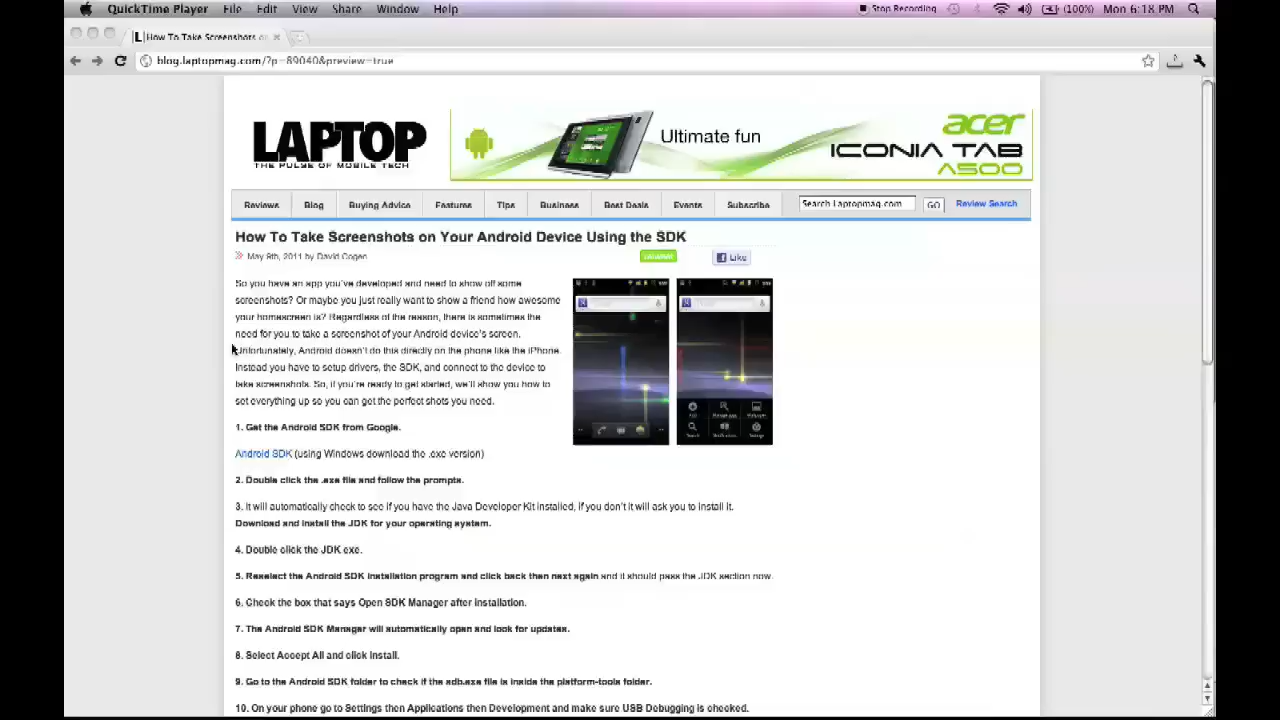 QuickTime Player File Edit View Share Window Help Stop Recording (100%) Mon 6:18 PM
How To Take Screenshots on
blog.laptopmag.com/?p=89040&preview=true
LAPTOP
THE PULSE OF MOBILE TECH
Ultimate fun
acer
ICONIA TAB
A500
Reviews Blog Buying Advice Features Tips Business Best Deals Events Subscribe Search Laptopmag.com GO Review Search
How To Take Screenshots on Your Android Device Using the SDK
May 9th, 2011 by David Cogen
Like
So you have an app you've developed and need to show off some
screenshots? Or maybe you just really want to show a friend how awesome
your homescreen is? Regardless of the reason, there is sometimes the
need for you to take a screenshot of your Android device's screen.
Unfortunately, Android doesn't do this directly on the phone like the iPhone.
Instead you have to setup drivers, the SDK, and connect to the device to
take screenshots. So, if you're ready to get started, we'll show you how to
set everything up so you can get the perfect shots you need.
1. Get the Android SDK from Google.
Android SDK (using Windows download the .exe version)
2. Double click the .exe file and follow the prompts.
3. It will automatically check to see if you have the Java Developer Kit installed, if you don't it will ask you to install it.
Download and install the JDK for your operating system.
4. Double click the JDK exe.
5. Reselect the Android SDK installation program and click back then next again and it should pass the JDK section now.
6. Check the box that says Open SDK Manager after installation.
7. The Android SDK Manager will automatically open and look for updates.
8. Select Accept All and click install.
9. Go to the Android SDK folder to check if the adb.exe file is inside the platform-tools folder.
10. On your phone go to Settings then Applications then Development and make sure USB Debugging is checked.